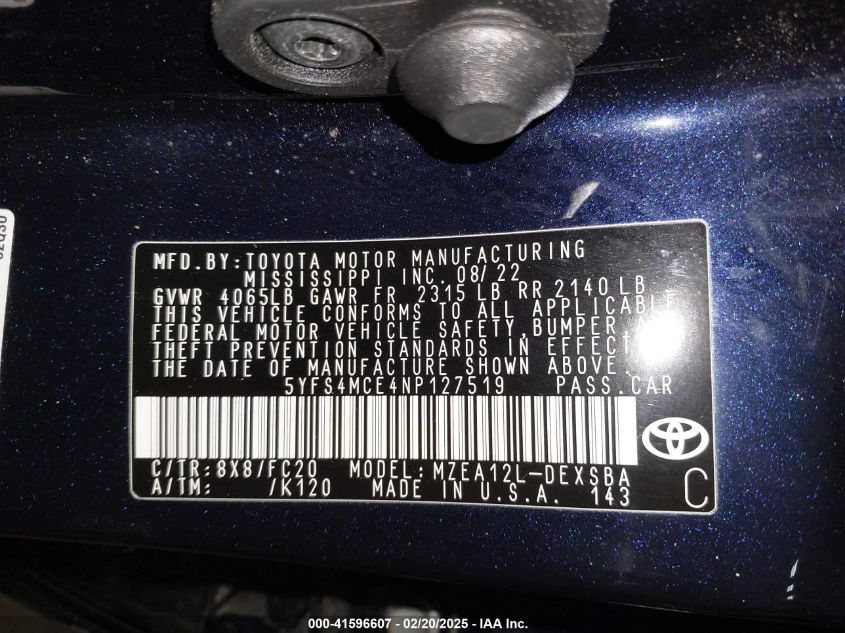 MFD.BY:TOYOTA MOTOR MANUFACTURING
MISSISSIPPI INC. 08/22
GVWR 4065LB GAWR FR 2315 LB RR 2140 LB
THIS VEHICLE CONFORMS TO ALL APPLICABLE
FEDERAL MOTOR VEHICLE SAFETY,BUMPER
THEFT PREVENTION STANDARDS IN EFFECT
THE DATE OF MANUFACTURE SHOWN ABOVE.
5YFS4MCE4NP127519 PASS.CAR
C/TR:8X8/FC20 MODEL: MZEA12L-DEXSBA
A/TM: /K120 MADE IN U.S.A. 143
C
000-41596607 - 02/20/2025 - IAA Inc.